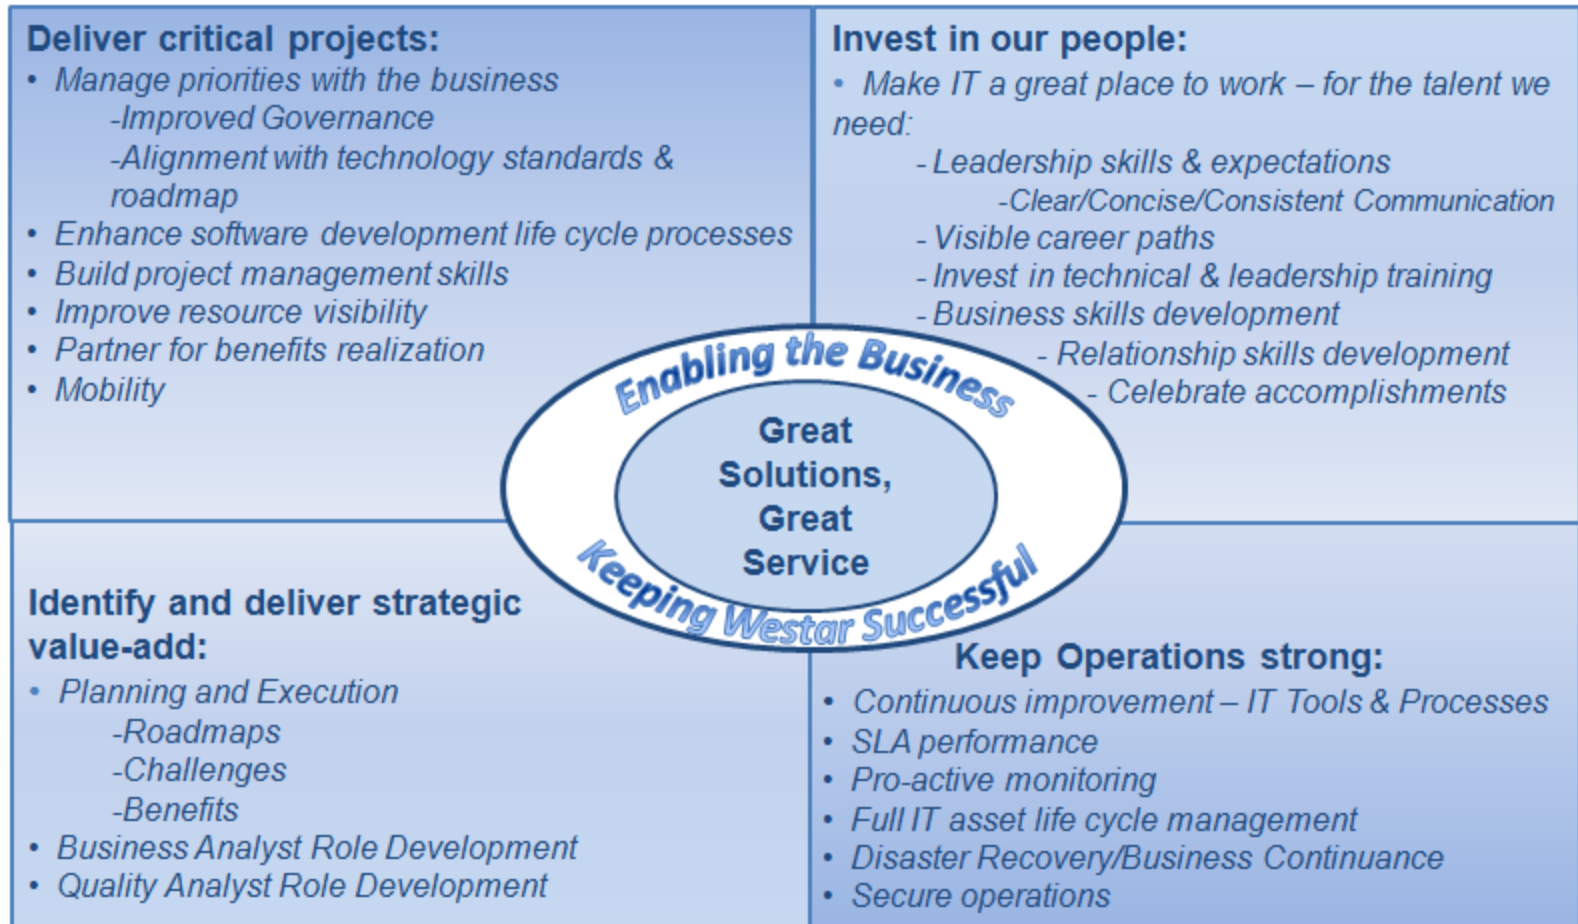 Deliver critical projects:
• Manage priorities with the business
-Improved Governance
-Alignment with technology standards &
roadmap
• Enhance software development life cycle processes
• Build project management skills
• Improve resource visibility
• Partner for benefits realization
• Mobility
Invest in our people:
• Make IT a great place to work – for the talent we
need:
- Leadership skills & expectations
-Clear/Concise/Consistent Communication
- Visible career paths
- Invest in technical & leadership training
- Business skills development
- Relationship skills development
- Celebrate accomplishments
Enabling the Business
Great
Solutions,
Great
Service
Keeping Westar Successful
Identify and deliver strategic
value-add:
• Planning and Execution
-Roadmaps
-Challenges
-Benefits
• Business Analyst Role Development
• Quality Analyst Role Development
Keep Operations strong:
• Continuous improvement – IT Tools & Processes
• SLA performance
• Pro-active monitoring
• Full IT asset life cycle management
• Disaster Recovery/Business Continuance
• Secure operations